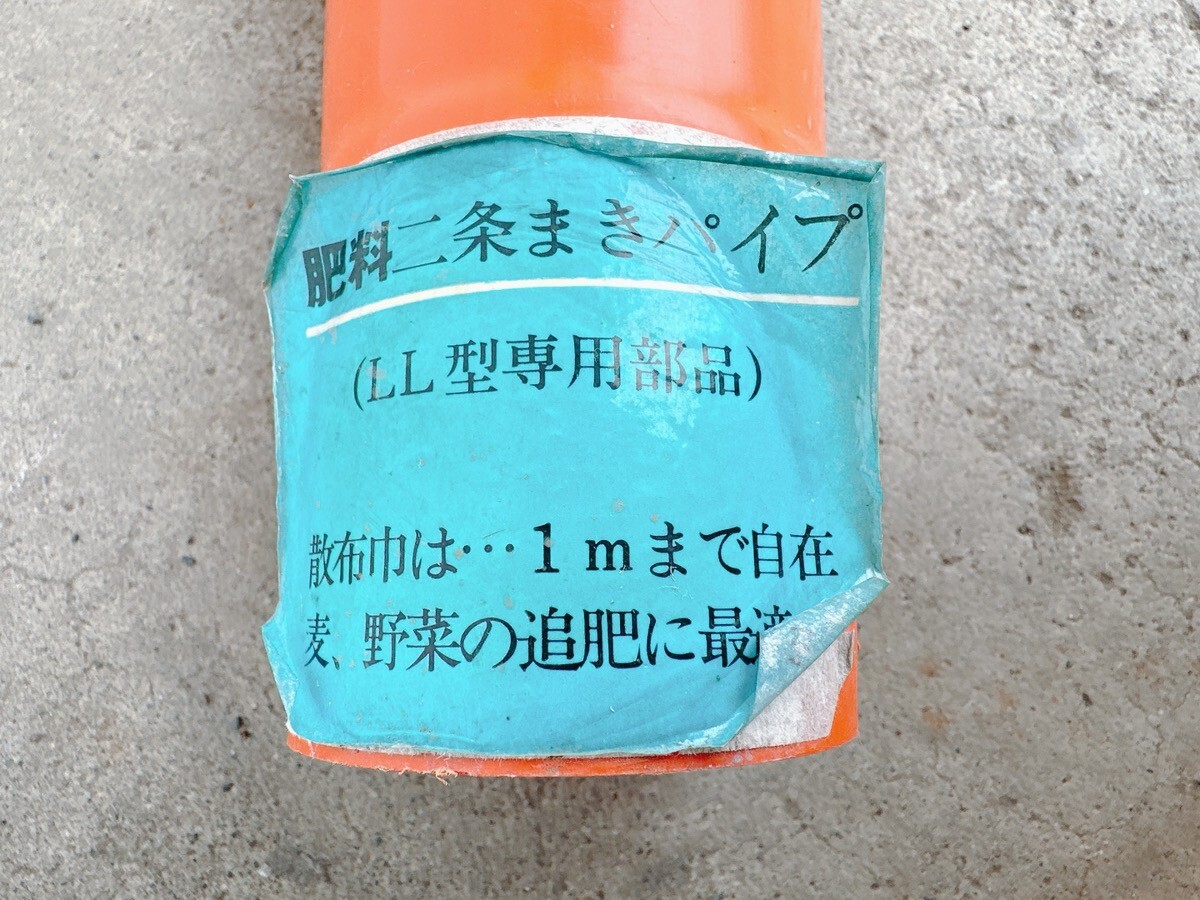 肥料二条まきパイプ
(LL型専用部品)
散布巾は…1mまで自在
麦、野菜の追肥に最適